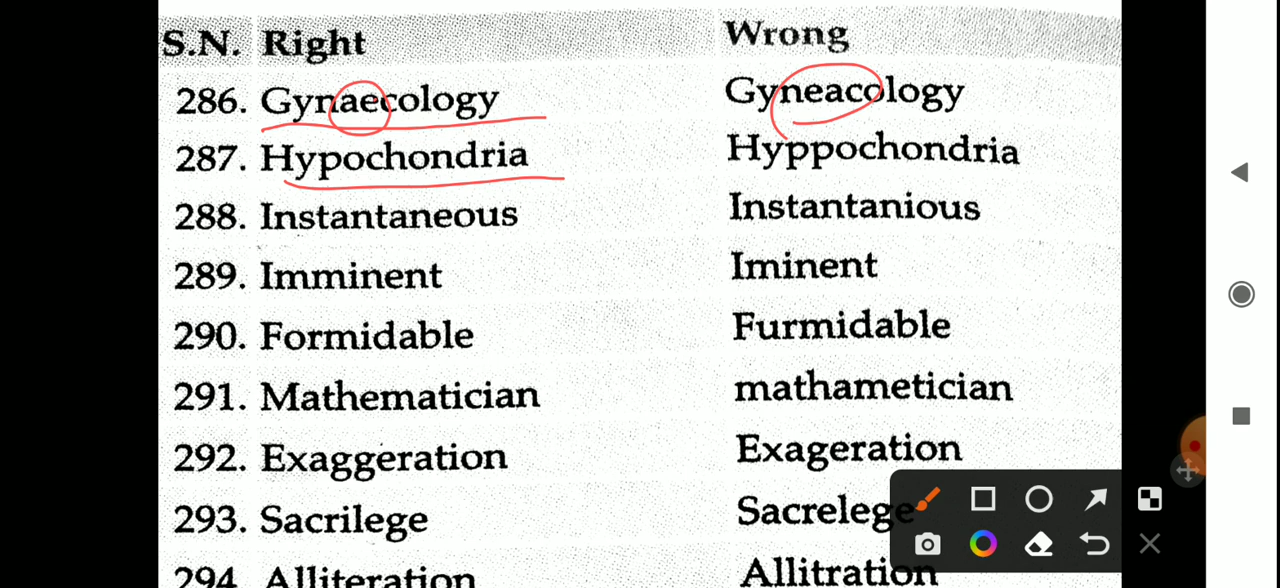 S.N. Right Wrong
286. Gynaecology Gyneacology
287. Hypochondria Hyppochondria
288. Instantaneous Instantanious
289. Imminent Iminent
290. Formidable Furmidable
291. Mathematician mathametician
292. Exaggeration Exageration
293. Sacrilege Sacrelege
294. Alliteration Allitration